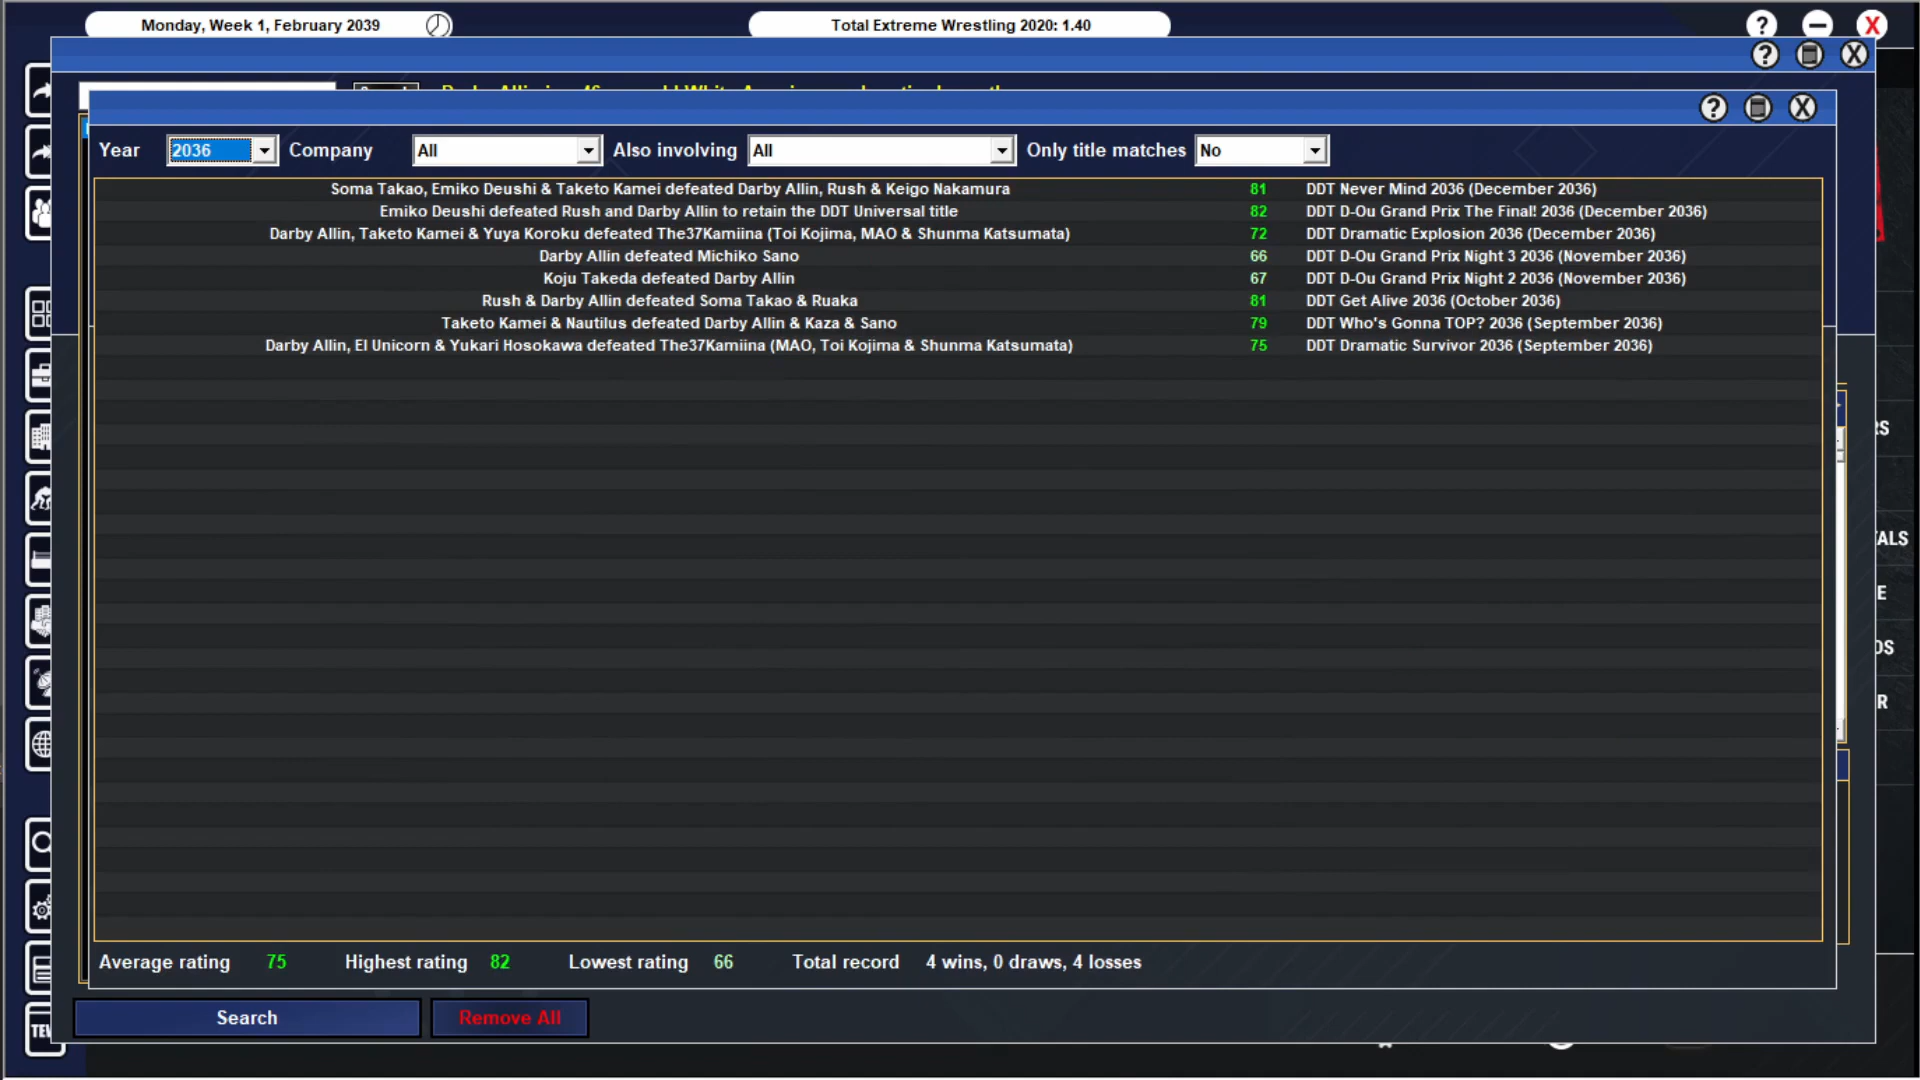 Monday, Week 1, February 2039
Total Extreme Wrestling 2020: 1.40
Year 2036 Company All Also involving All Only title matches No
Soma Takao, Emiko Deushi & Taketo Kamei defeated Darby Allin, Rush & Keigo Nakamura 81 DDT Never Mind 2036 (December 2036)
Emiko Deushi defeated Rush and Darby Allin to retain the DDT Universal title 82 DDT D-Ou Grand Prix The Final! 2036 (December 2036)
Darby Allin, Taketo Kamei & Yuya Koroku defeated The37Kamiina (Toi Kojima, MAO & Shunma Katsumata) 72 DDT Dramatic Explosion 2036 (December 2036)
Darby Allin defeated Michiko Sano 66 DDT D-Ou Grand Prix Night 3 2036 (November 2036)
Koju Takeda defeated Darby Allin 67 DDT D-Ou Grand Prix Night 2 2036 (November 2036)
Rush & Darby Allin defeated Soma Takao & Ruaka 81 DDT Get Alive 2036 (October 2036)
Taketo Kamei & Nautilus defeated Darby Allin & Kaza & Sano 79 DDT Who's Gonna TOP? 2036 (September 2036)
Darby Allin, El Unicorn & Yukari Hosokawa defeated The37Kamiina (MAO, Toi Kojima & Shunma Katsumata) 75 DDT Dramatic Survivor 2036 (September 2036)
RS
TALS
E
DS
R
Average rating 75 Highest rating 82 Lowest rating 66 Total record 4 wins, 0 draws, 4 losses
Search Remove All
TEW